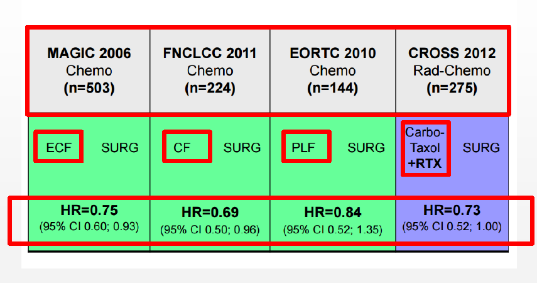 MAGIC 2006
Chemo
(n=503)
FNCLCC 2011
Chemo
(n=224)
EORTC 2010
Chemo
(n=144)
CROSS 2012
Rad-Chemo
(n=275)
ECF SURG
CF SURG
PLF SURG
Carbo-
Taxol SURG
+RTX
HR=0.75
(95% CI 0.60; 0.93)
HR=0.69
(95% CI 0.50; 0.96)
HR=0.84
(95% CI 0.52; 1.35)
HR=0.73
(95% CI 0.52; 1.00)